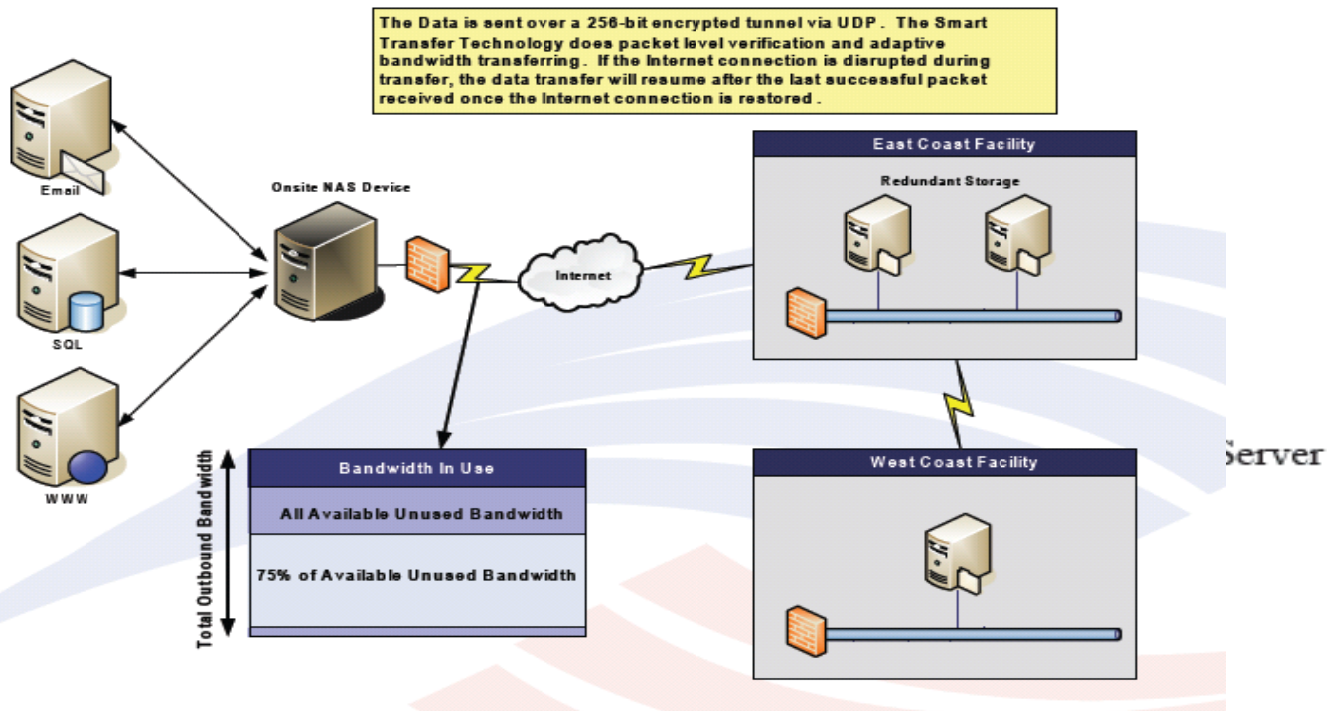 The Data is sent over a 256-bit encrypted tunnel via UDP. The Smart
Transfer Technology does packet level verification and adaptive
bandwidth transferring. If the Internet connection is disrupted during
transfer, the data transfer will resume after the last successful packet
received once the Internet connection is restored.
Email
Onsite NAS Device
East Coast Facility
Redundant Storage
Internet
SQL
WWW
Total Outbound Bandwidth
Bandwidth In Use
All Available Unused Bandwidth
75% of Available Unused Bandwidth
West Coast Facility
Server